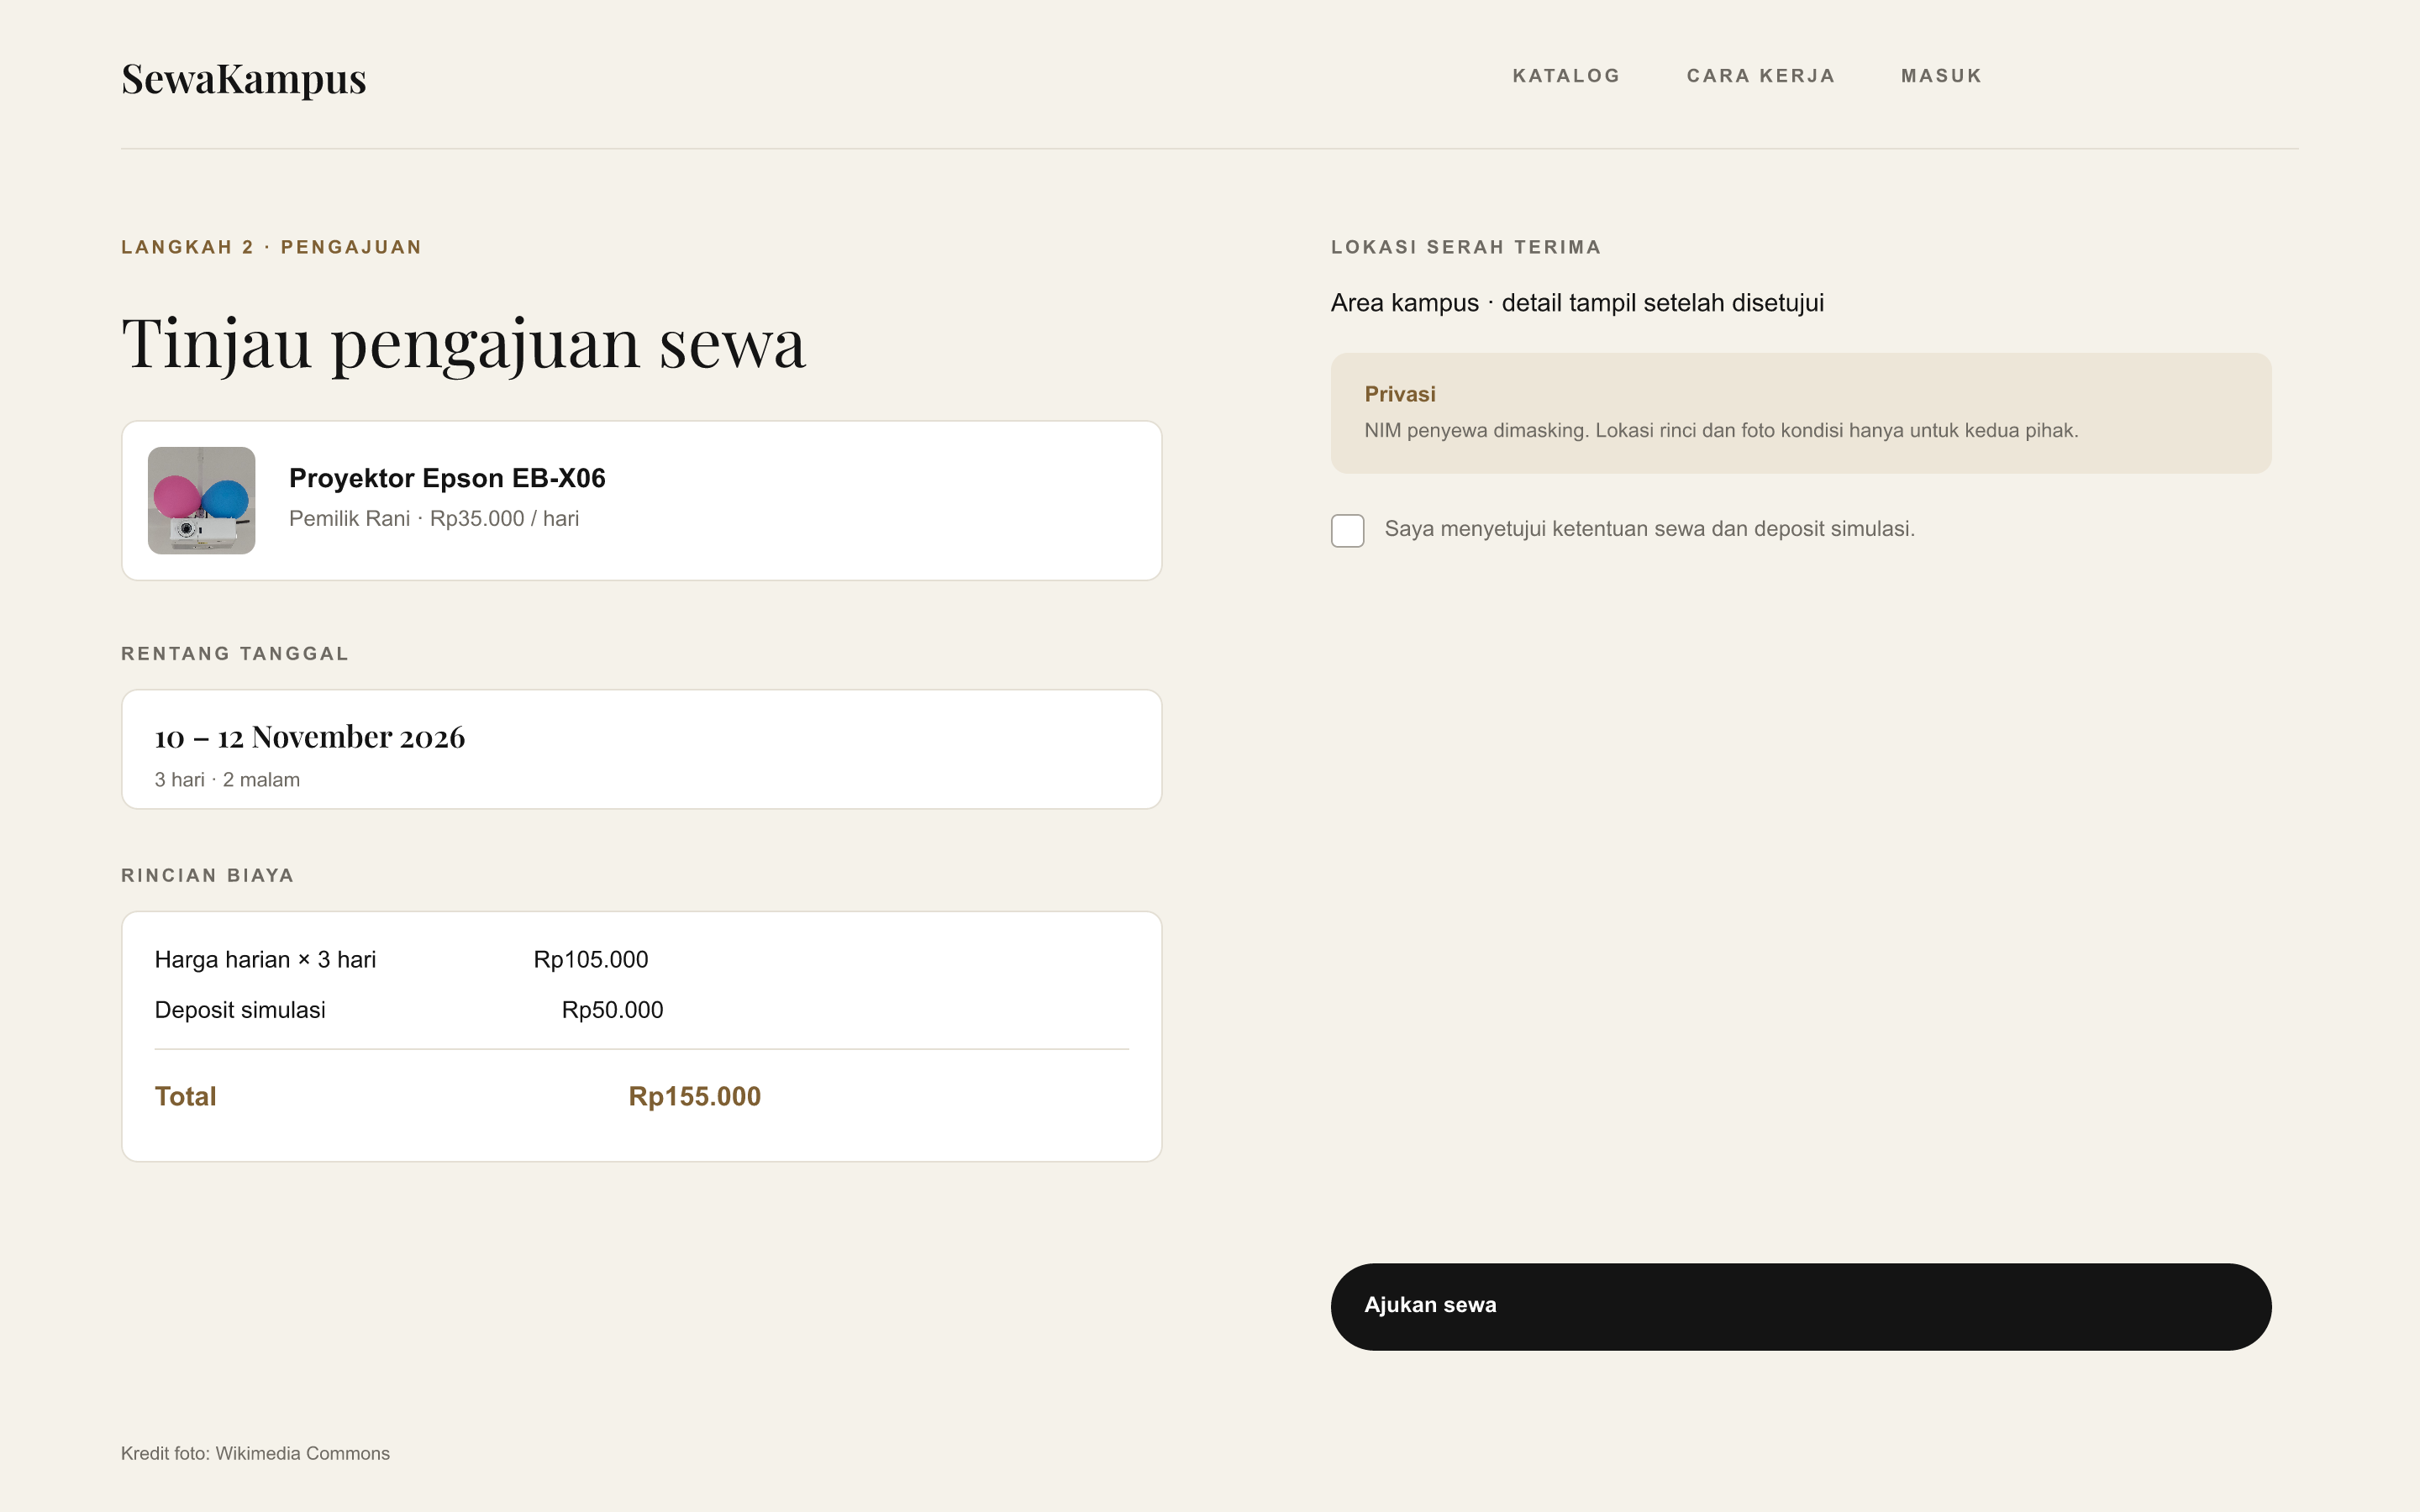 SewaKampus
KATALOG CARA KERJA MASUK
LANGKAH 2 · PENGAJUAN
Tinjau pengajuan sewa
Proyektor Epson EB-X06
Pemilik Rani · Rp35.000 / hari
RENTANG TANGGAL
10 – 12 November 2026
3 hari · 2 malam
RINCIAN BIAYA
Harga harian × 3 hari Rp105.000
Deposit simulasi Rp50.000
Total Rp155.000
LOKASI SERAH TERIMA
Area kampus · detail tampil setelah disetujui
Privasi
NIM penyewa dimasking. Lokasi rinci dan foto kondisi hanya untuk kedua pihak.
Saya menyetujui ketentuan sewa dan deposit simulasi.
Ajukan sewa
Kredit foto: Wikimedia Commons